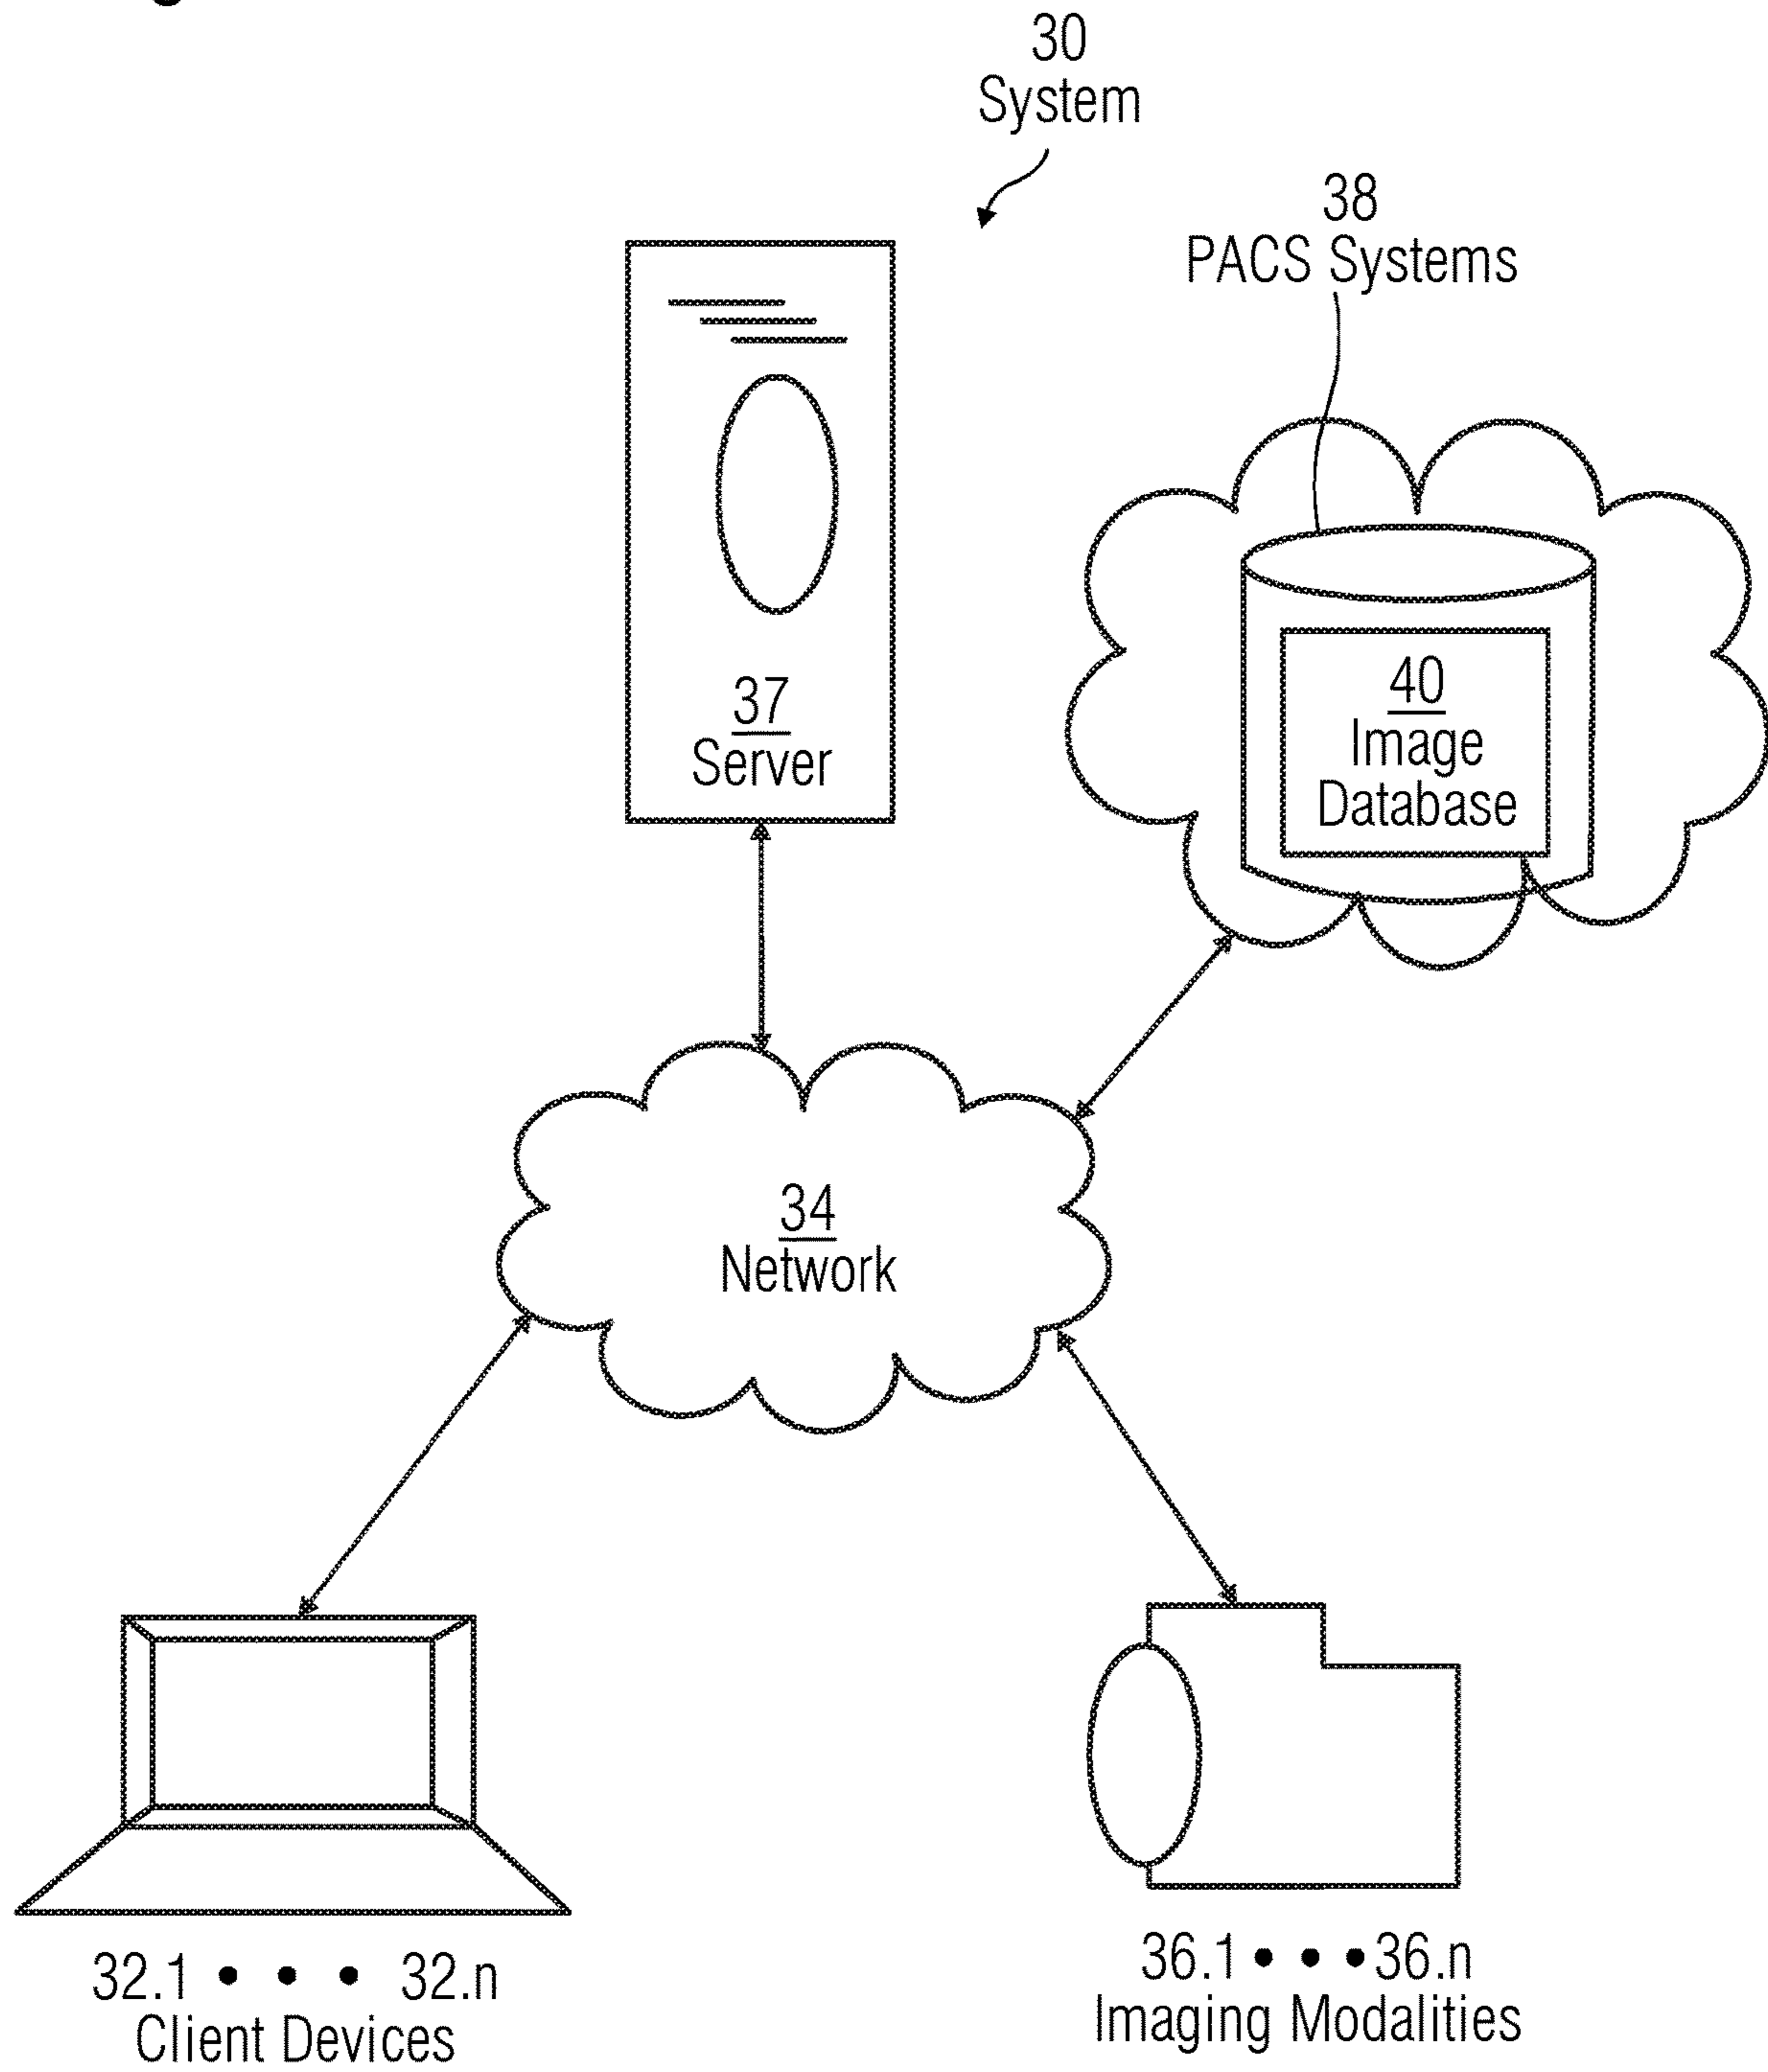 30
System
38
PACS Systems
37
Server
40
Image
Database
34
Network
32.1 • • • 32.n
Client Devices
36.1 • • • 36.n
Imaging Modalities